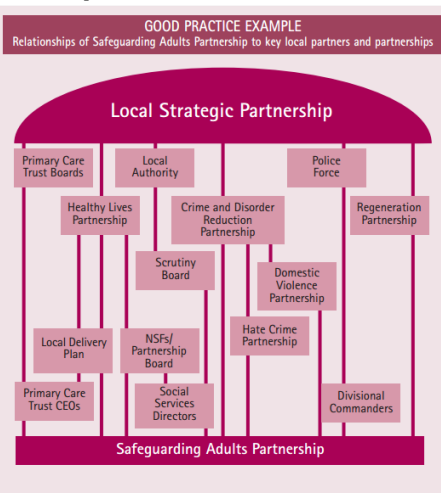 GOOD PRACTICE EXAMPLE
Relationships of Safeguarding Adults Partnership to key local partners and partnerships
Local Strategic Partnership
Primary Care
Trust Boards
Local
Authority
Police
Force
Healthy Lives
Partnership
Crime and Disorder
Reduction
Partnership
Regeneration
Partnership
Scrutiny
Board
Domestic
Violence
Partnership
Local Delivery
Plan
NSFs/
Partnership
Board
Hate Crime
Partnership
Primary Care
Trust CEOs
Social
Services
Directors
Divisional
Commanders
Safeguarding Adults Partnership